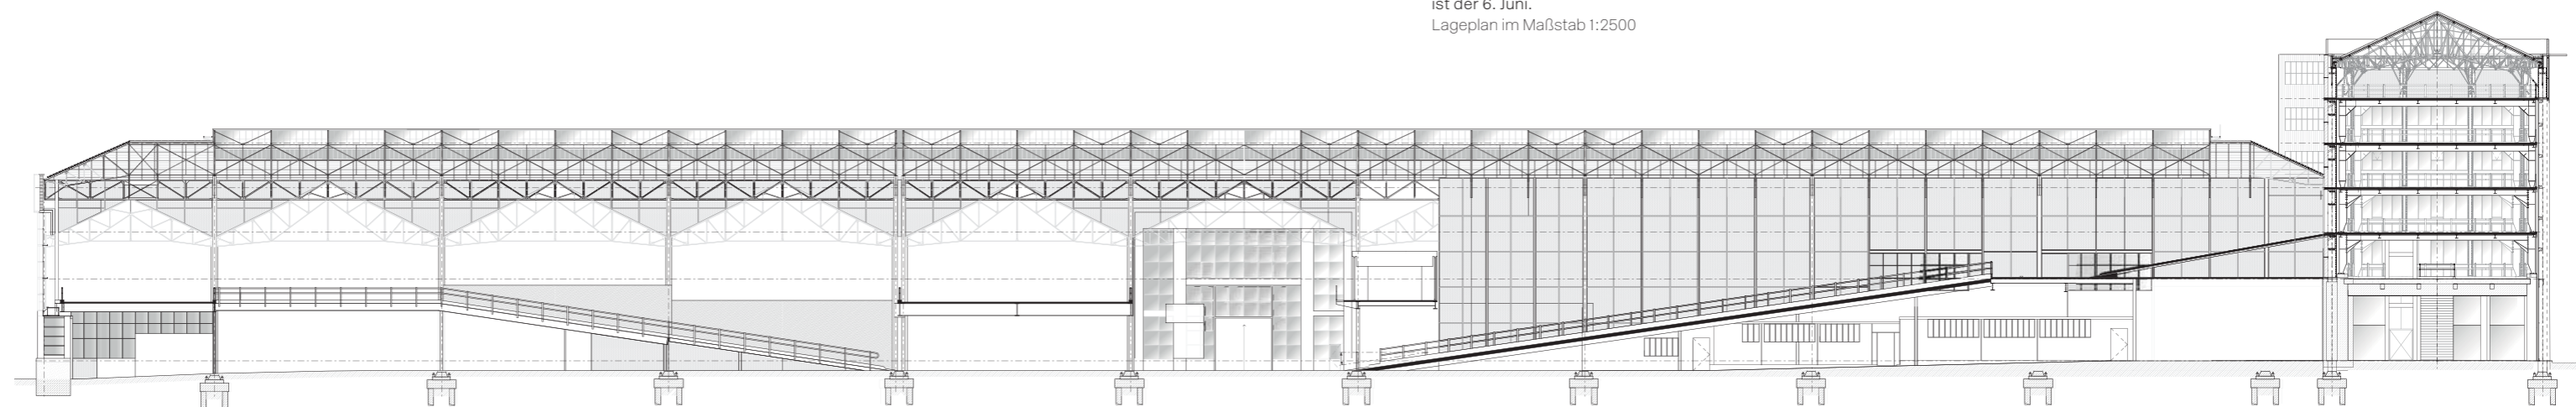 ist der 6. Juni.
Lageplan im Maßstab 1:2500